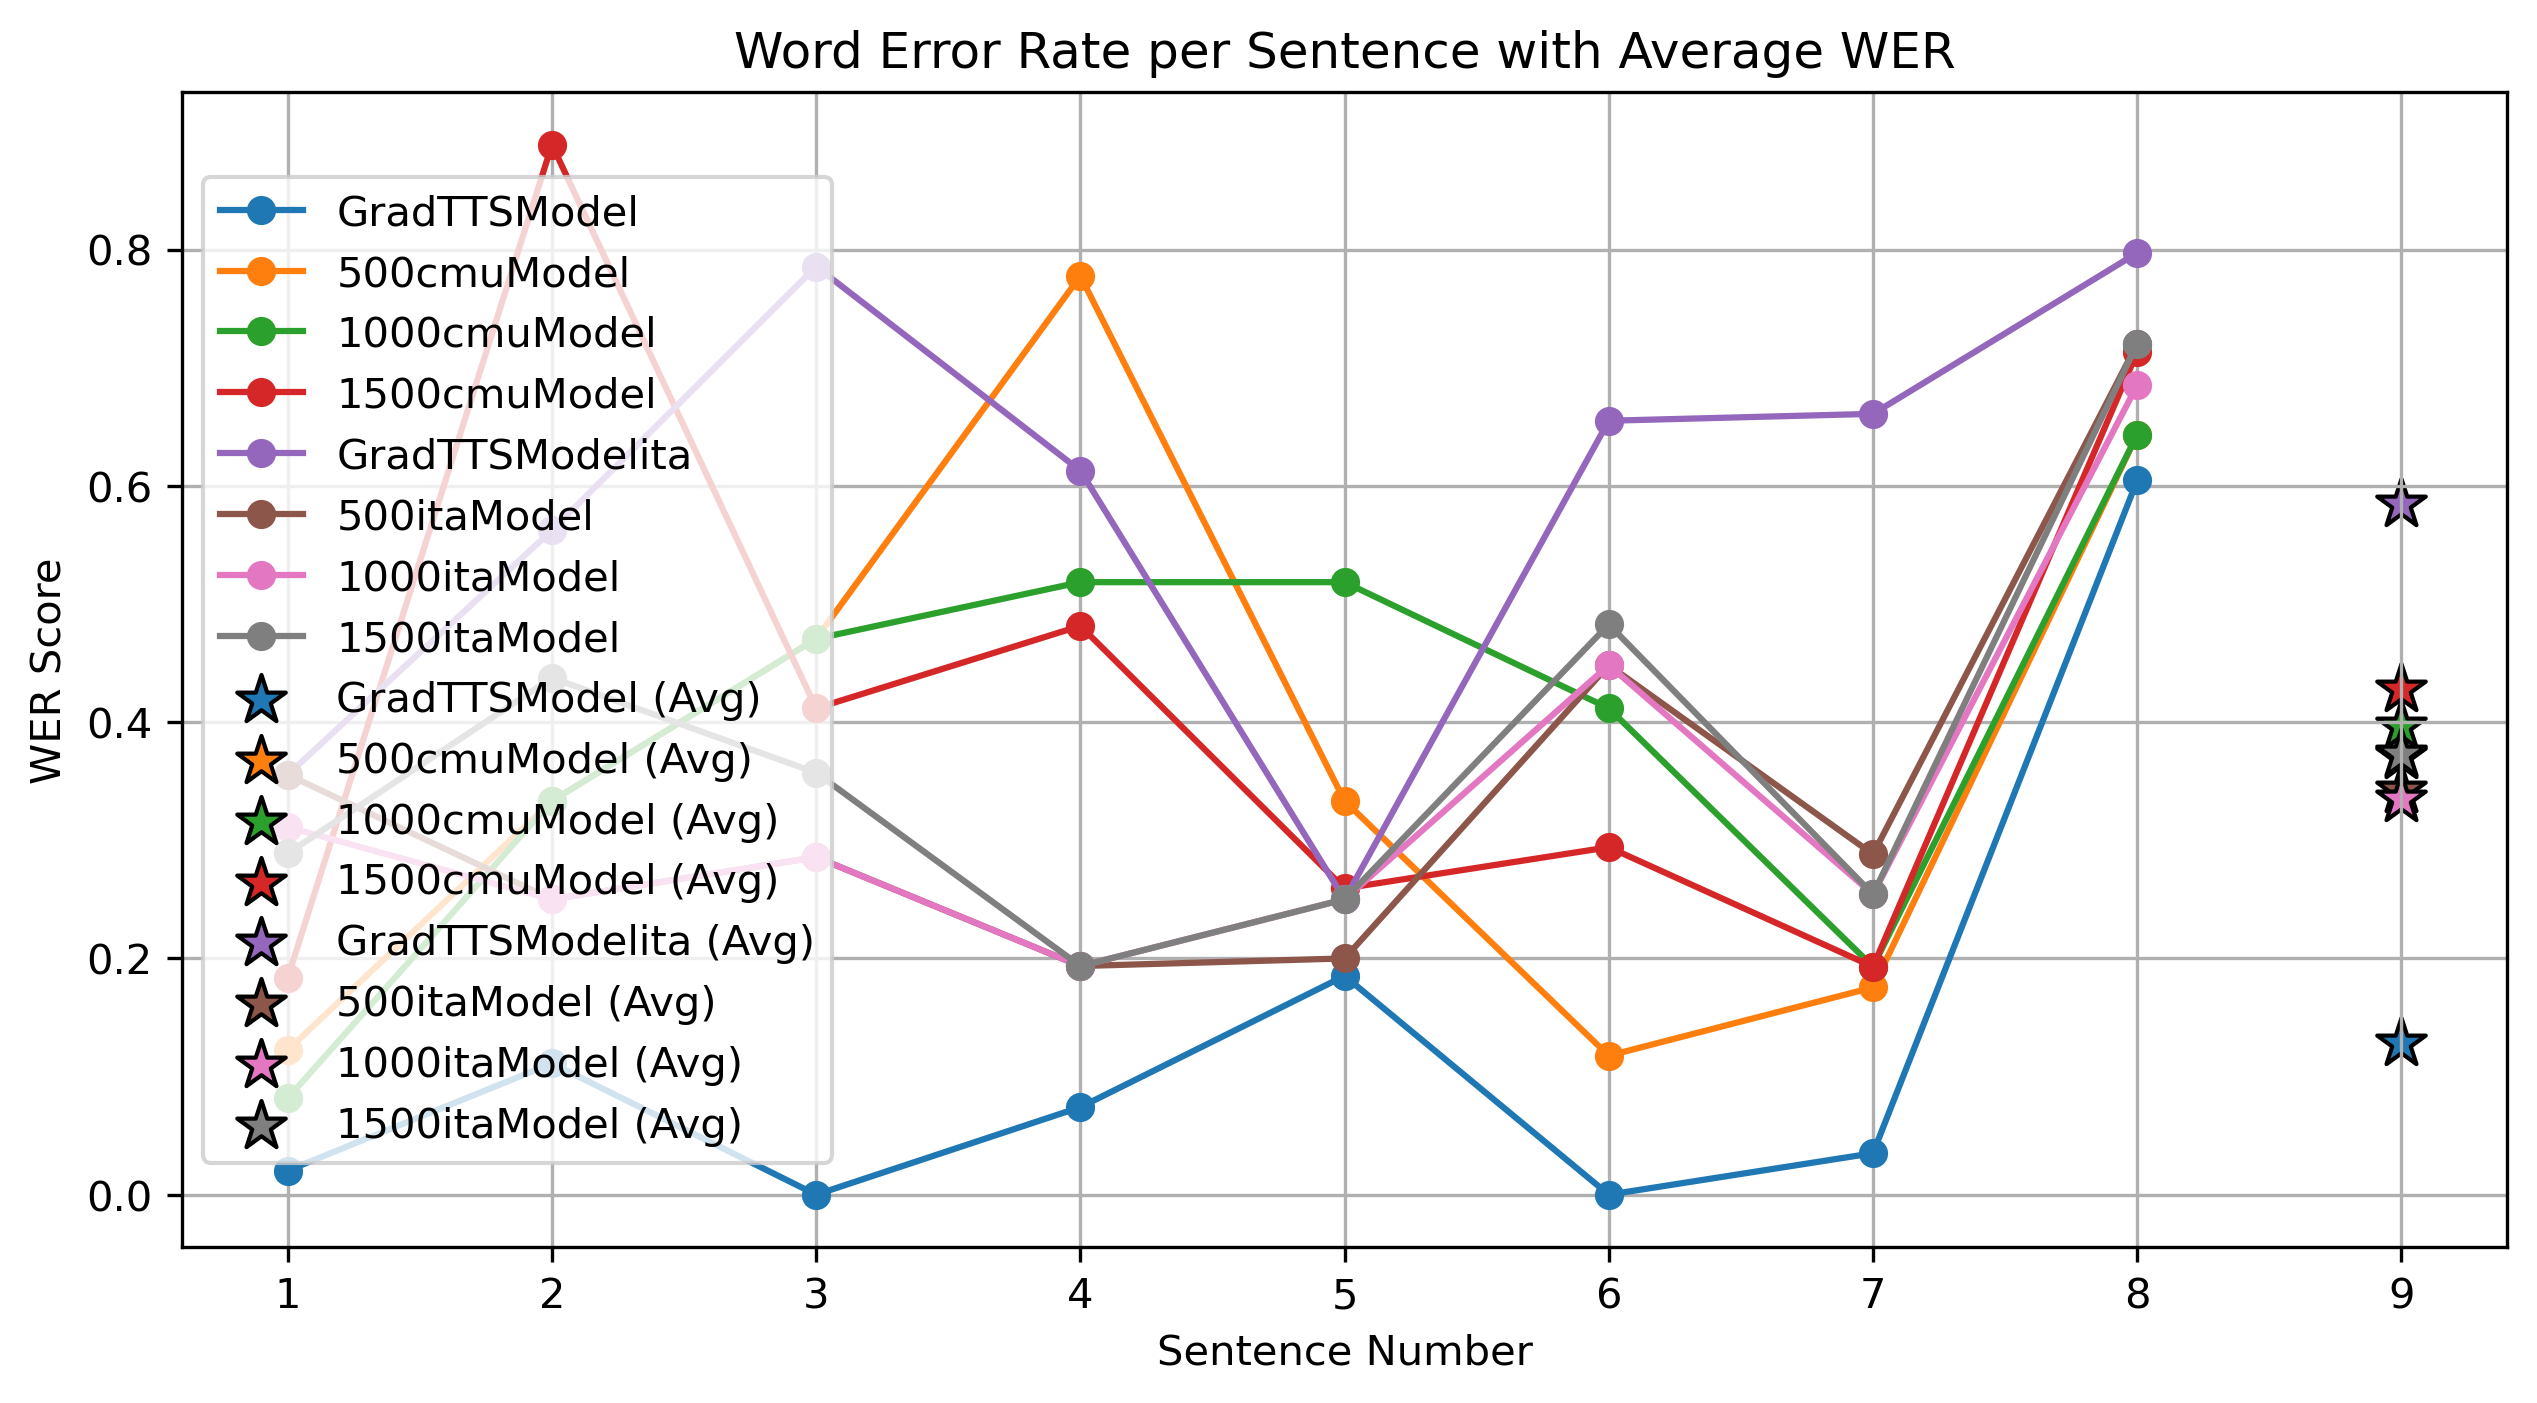 Word Error Rate per Sentence with Average WER
WER Score
0.8
0.6
0.4
0.2
0.0
GradTTSModel
500cmuModel
1000cmuModel
1500cmuModel
GradTTSModelita
500itaModel
1000itaModel
1500itaModel
GradTTSModel (Avg)
500cmuModel (Avg)
1000cmuModel (Avg)
1500cmuModel (Avg)
GradTTSModelita (Avg)
500itaModel (Avg)
1000itaModel (Avg)
1500itaModel (Avg)
1 2 3 4 5 6 7 8 9
Sentence Number